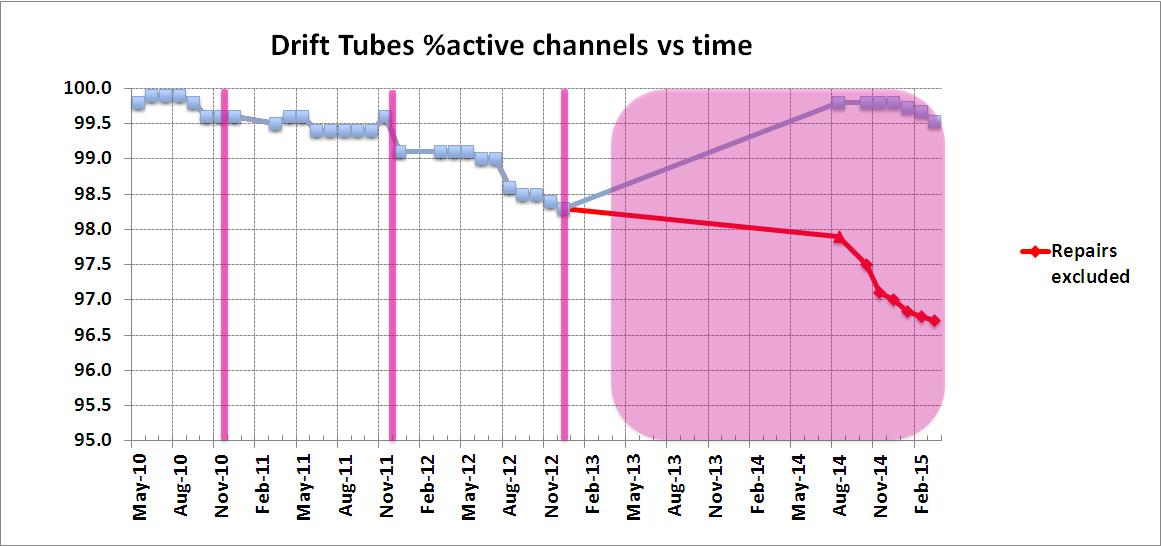 Drift Tubes %active channels vs time
100.0
99.5
99.0
98.5
98.0
97.5
97.0
96.5
96.0
95.5
95.0
May-10
Aug-10
Nov-10
Feb-11
May-11
Aug-11
Nov-11
Feb-12
May-12
Aug-12
Nov-12
Feb-13
May-13
Aug-13
Nov-13
Feb-14
May-14
Aug-14
Nov-14
Feb-15
Repairs
excluded